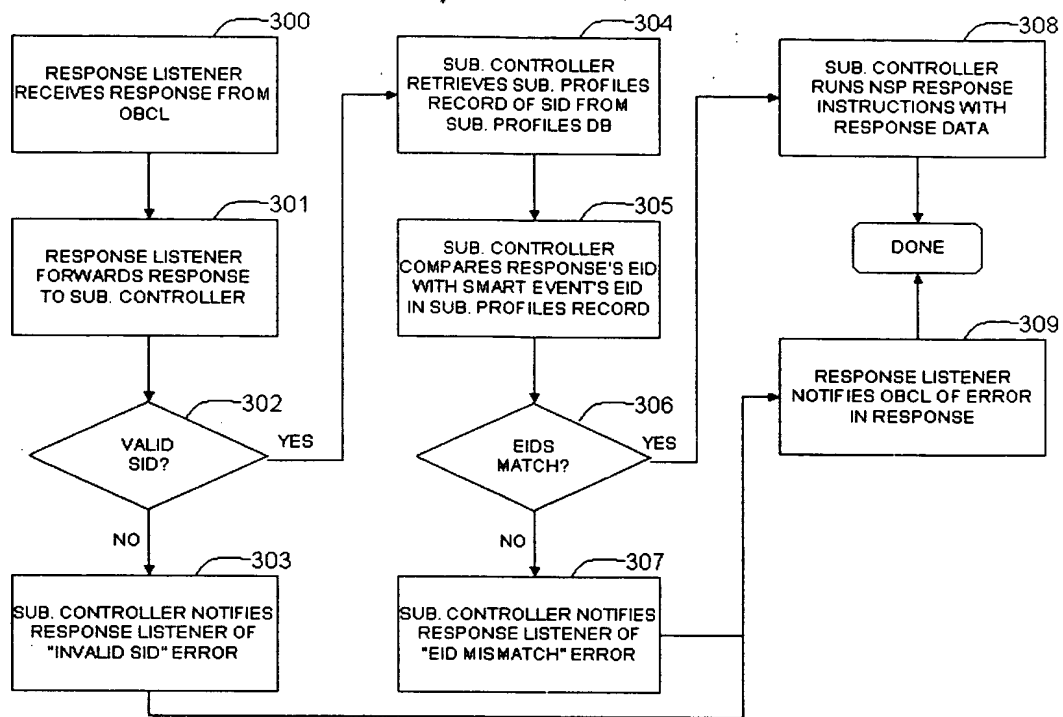 300
RESPONSE LISTENER
RECEIVES RESPONSE FROM
OBCL
301
RESPONSE LISTENER
FORWARDS RESPONSE
TO SUB. CONTROLLER
302
VALID
SID?
YES
NO
303
SUB. CONTROLLER NOTIFIES
RESPONSE LISTENER OF
"INVALID SID" ERROR
304
SUB. CONTROLLER
RETRIEVES SUB. PROFILES
RECORD OF SID FROM
SUB. PROFILES DB
305
SUB. CONTROLLER
COMPARES RESPONSE'S EID
WITH SMART EVENT'S EID
IN SUB. PROFILES RECORD
306
EIDS
MATCH?
YES
NO
307
SUB. CONTROLLER NOTIFIES
RESPONSE LISTENER OF
"EID MISMATCH" ERROR
308
SUB. CONTROLLER
RUNS NSP RESPONSE
INSTRUCTIONS WITH
RESPONSE DATA
DONE
309
RESPONSE LISTENER
NOTIFIES OBCL OF ERROR
IN RESPONSE